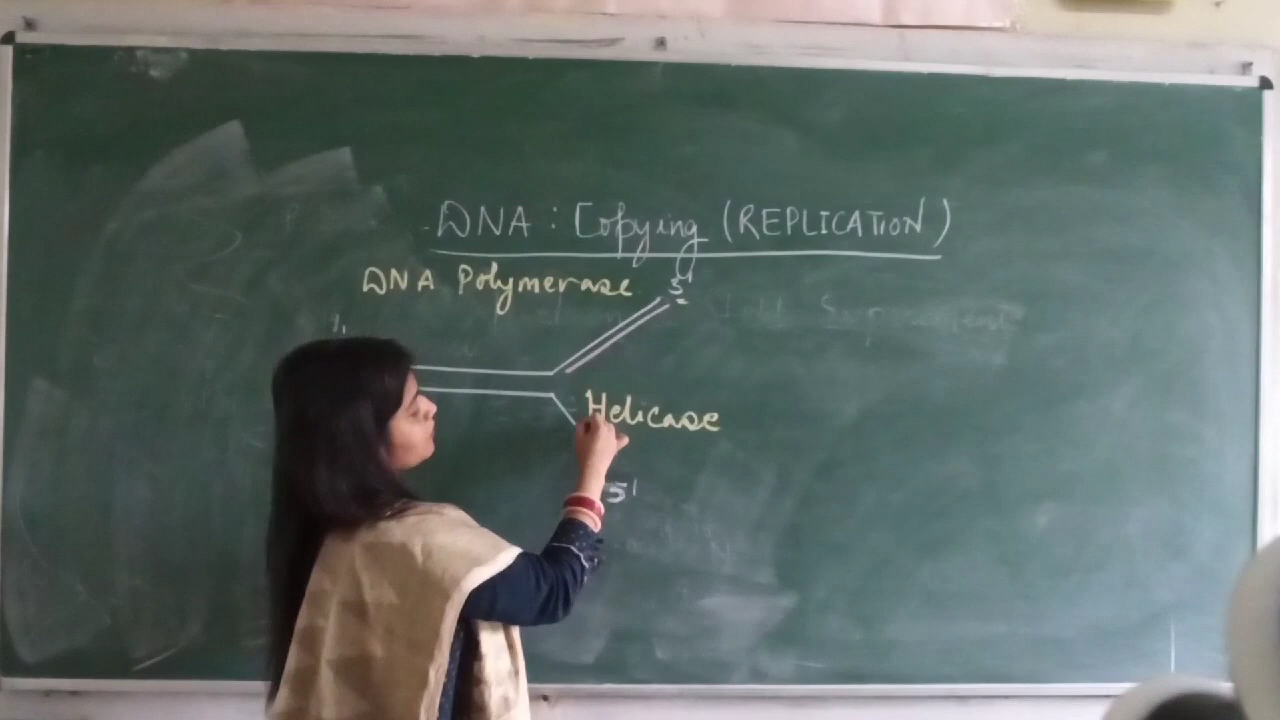 DNA : Copying (REPLICATION)
DNA Polymerase 5'
Helicase
5'